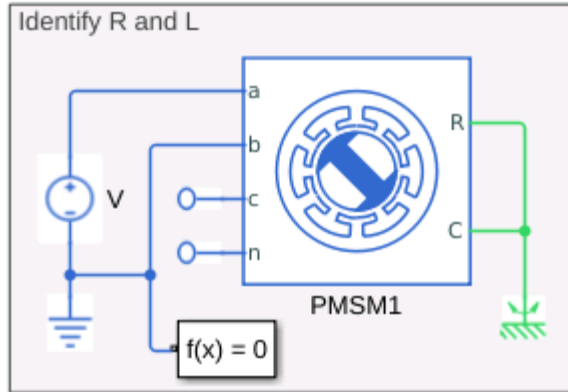 Identify R and L
a
b
c
n
R
C
V
PMSM1
f(x) = 0